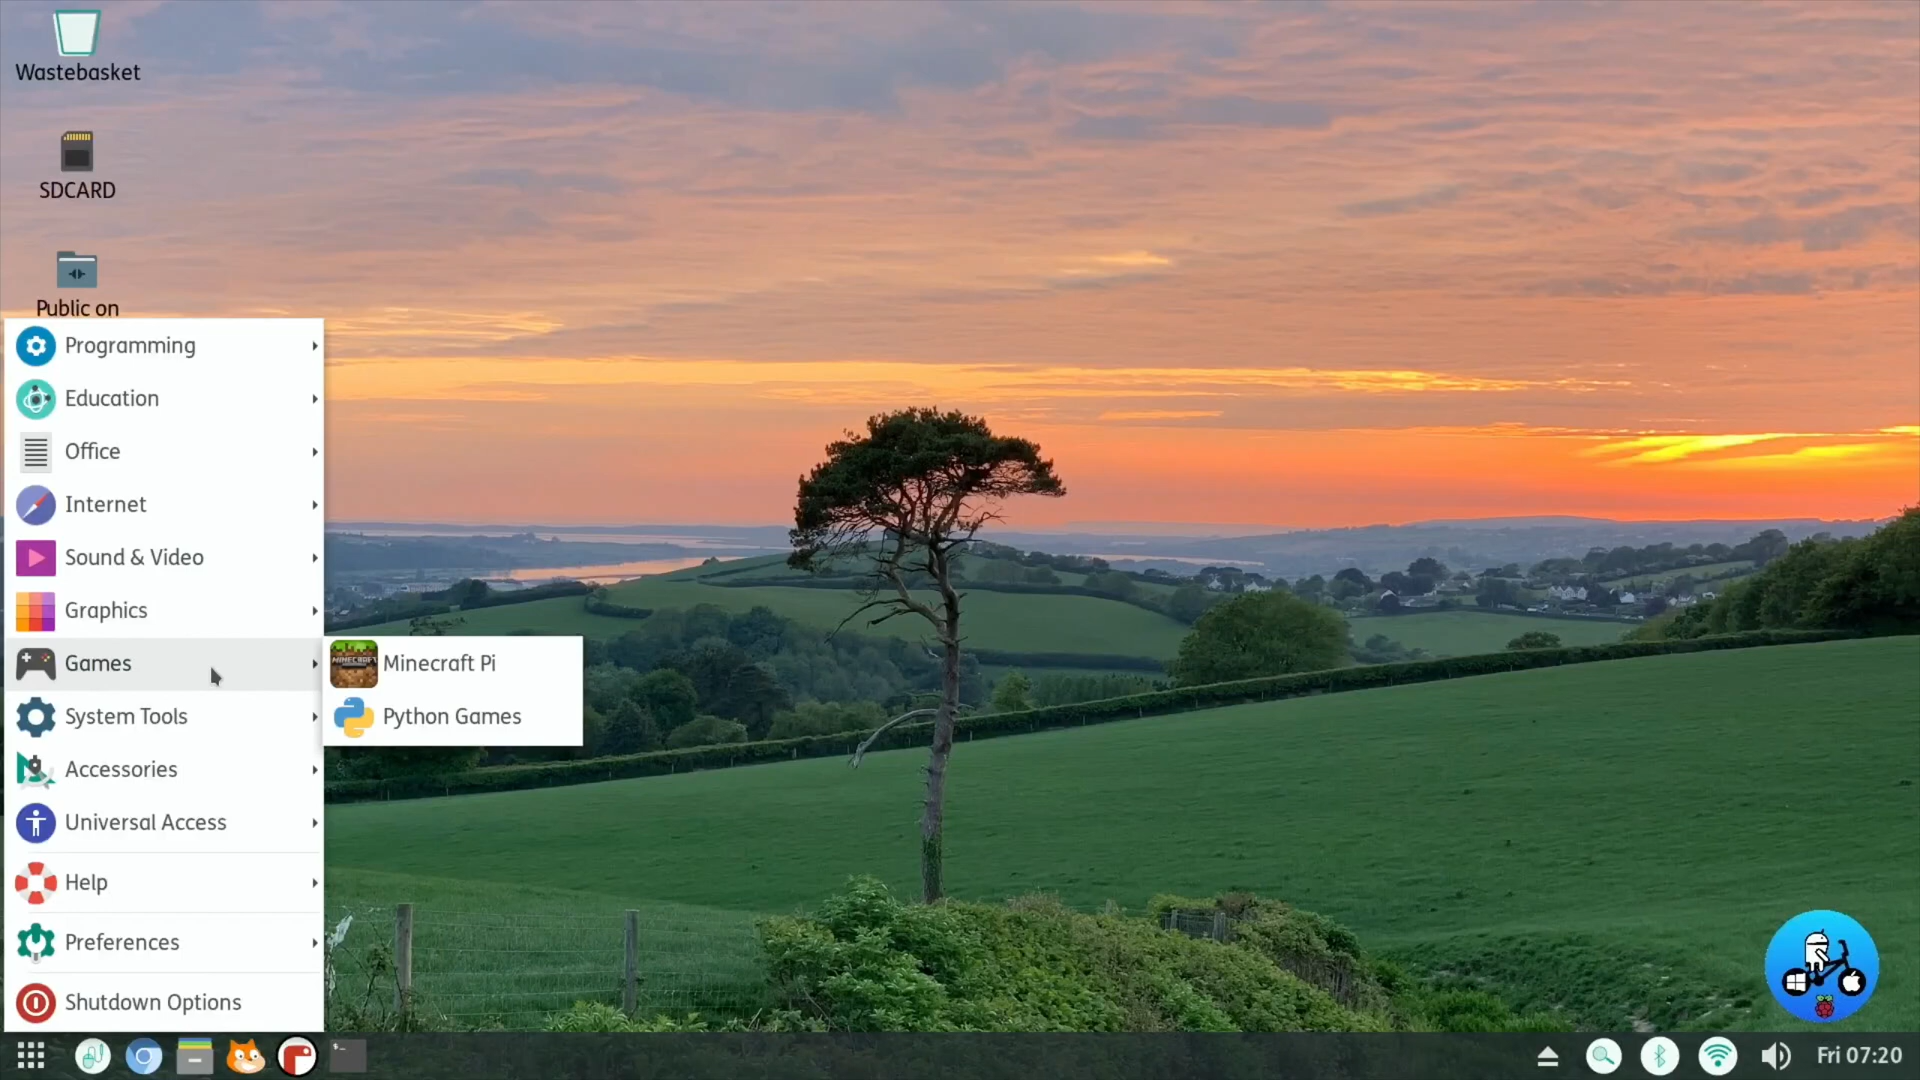 Wastebasket
SDCARD
Public on
Programming
Education
Office
Internet
Sound & Video
Graphics
Games
System Tools
Accessories
Universal Access
Help
Preferences
Shutdown Options
MINECRAFT
Minecraft Pi
Python Games
Fri 07:20